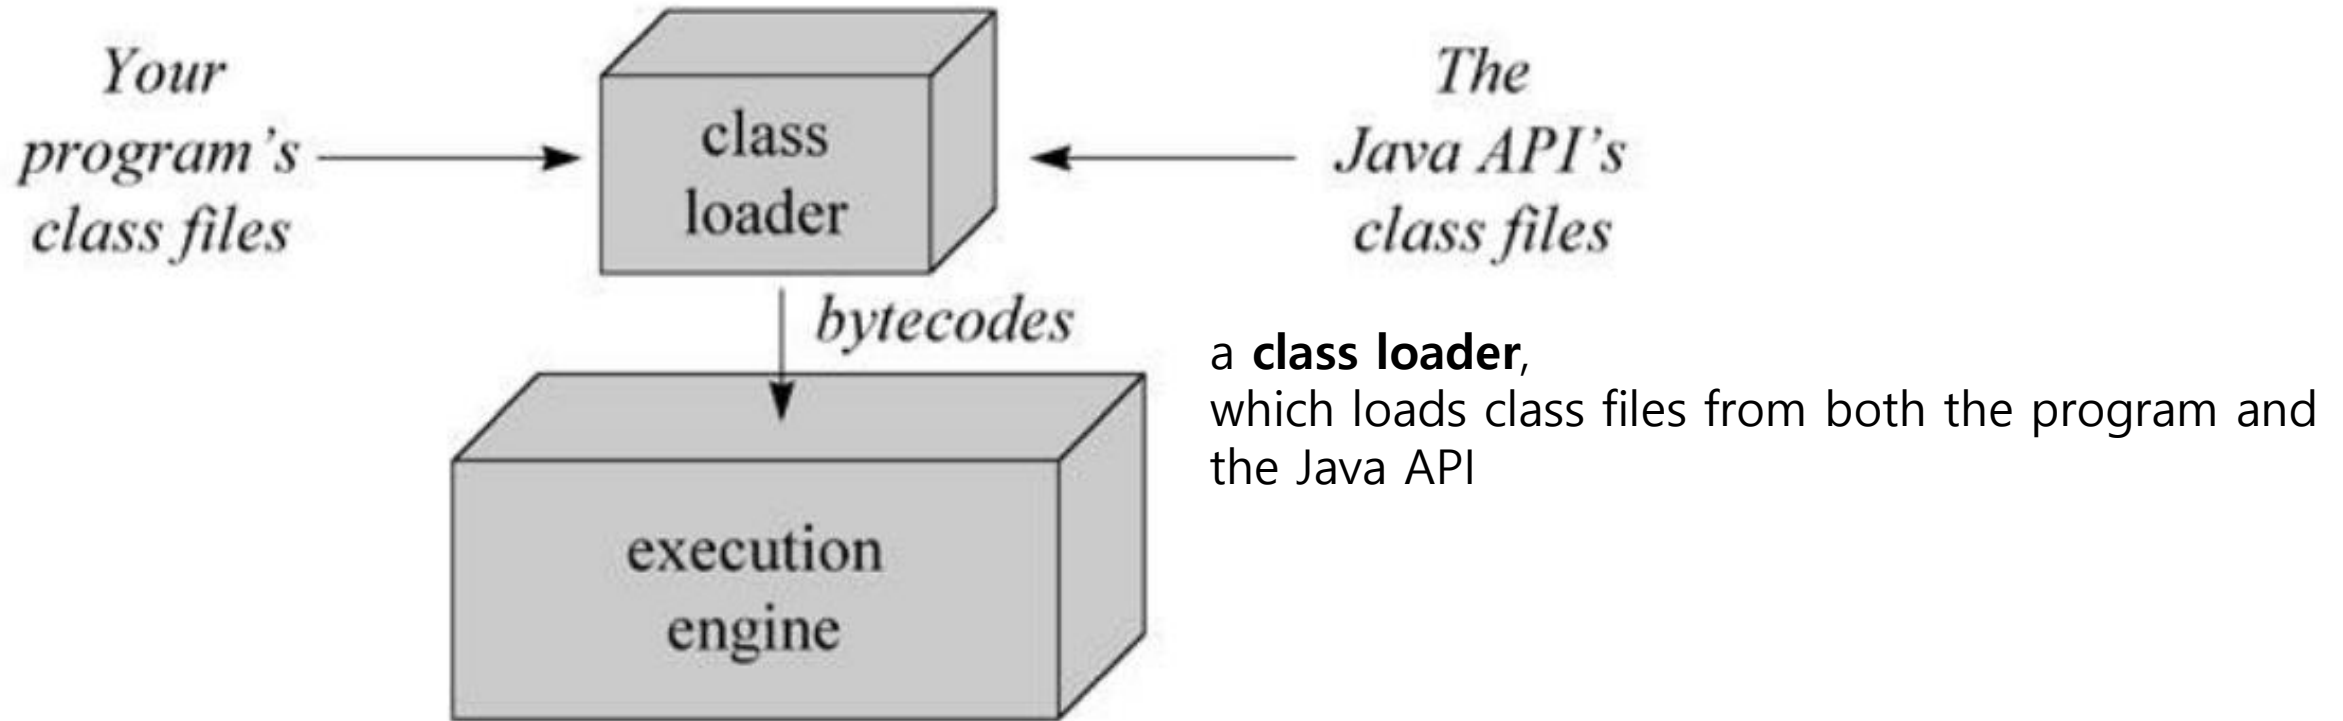 Your
program's
class files
class
loader
The
Java API's
class files
bytecodes
a class loader,
which loads class files from both the program and
the Java API
execution
engine